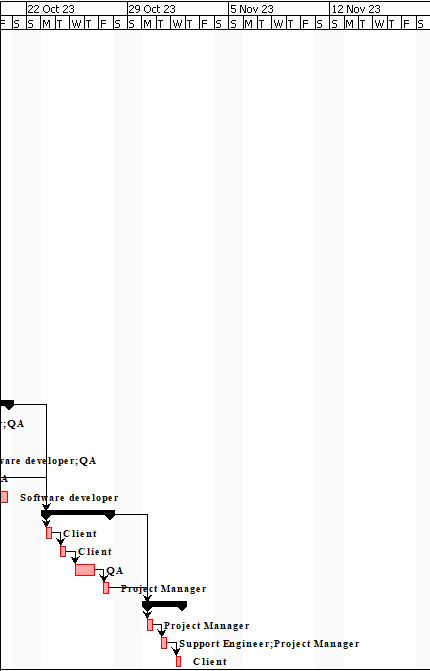 22 Oct 23 29 Oct 23 5 Nov 23 12 Nov 23
F S S M T W T F S S M T W T F S S M T W T F S S M T W T F S
r;QA
ware developer;QA
A
Software developer
Client
Client
QA
Project Manager
Project Manager
Support Engineer;Project Manager
Client